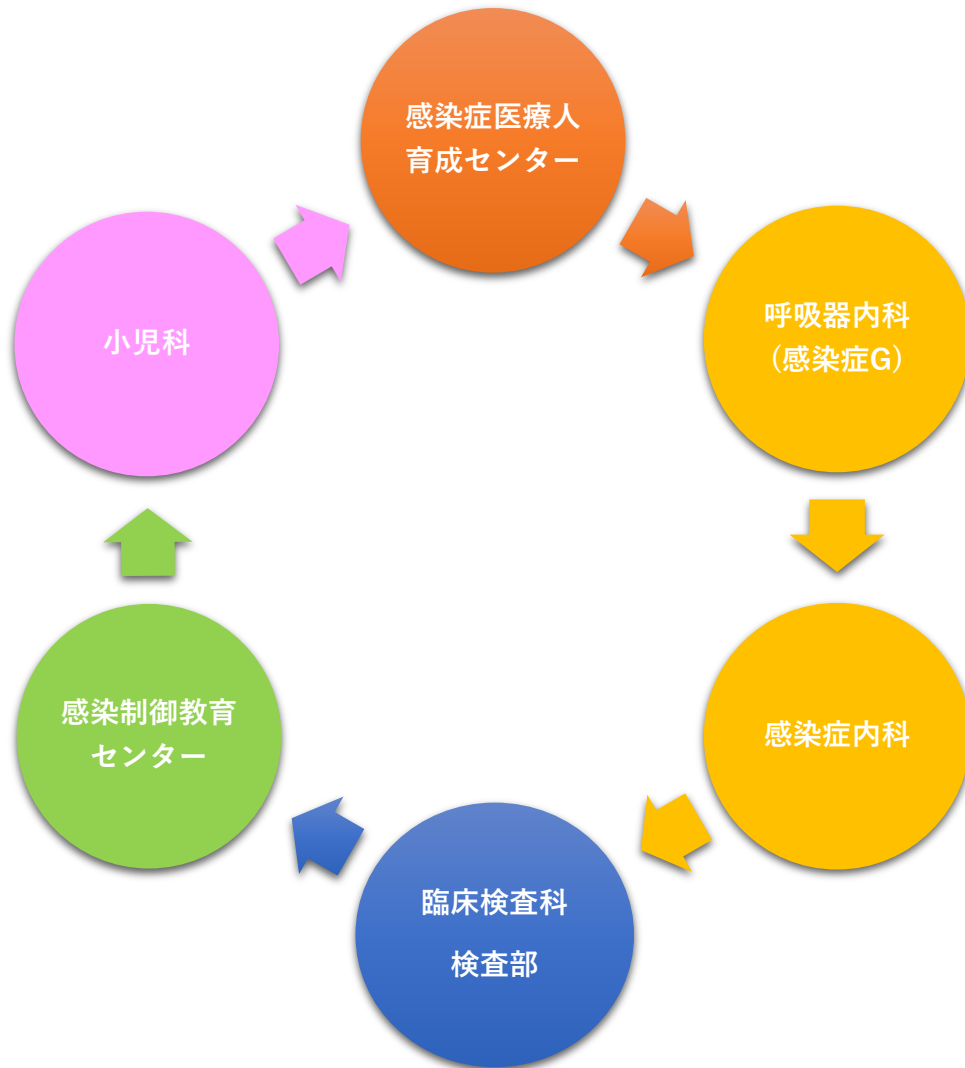 感染症医療人
育成センター
呼吸器内科
(感染症G)
感染症内科
臨床検査科
検査部
感染制御教育
センター
小児科